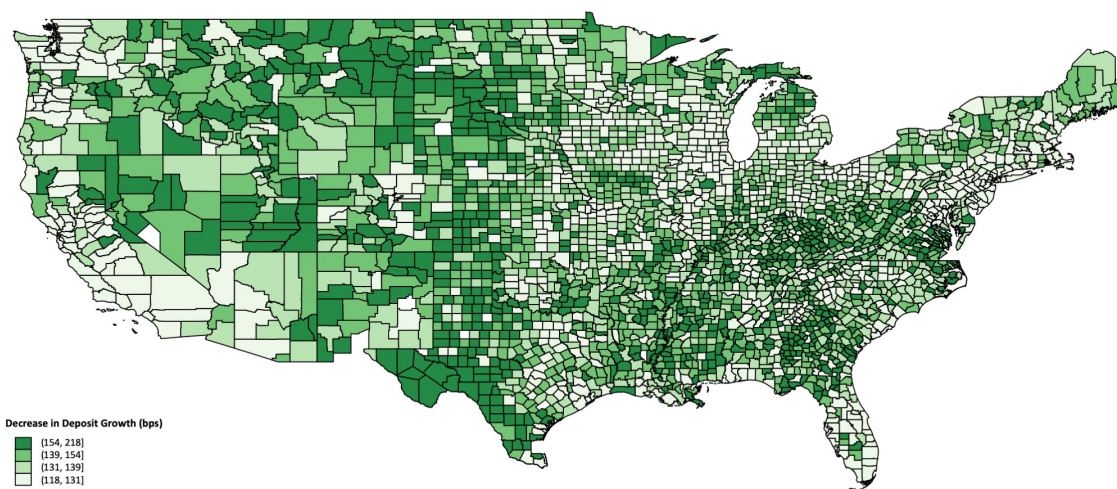 Decrease in Deposit Growth (bps)
(154, 218]
(139, 154]
(131, 139]
(118, 131]